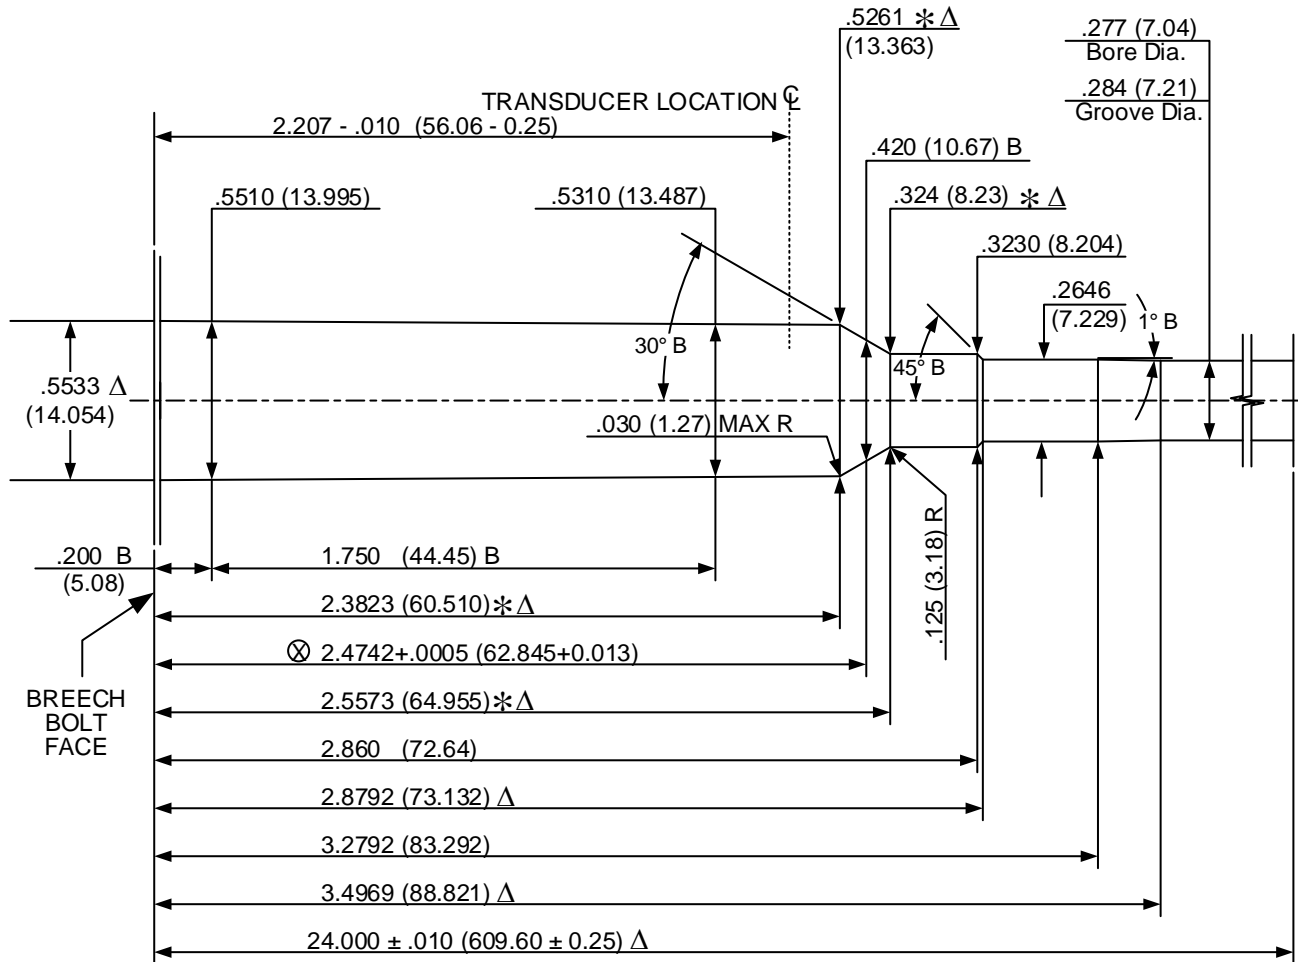 .5261 ✻ Δ
(13.363)
.277 (7.04)
Bore Dia.
.284 (7.21)
Groove Dia.
TRANSDUCER LOCATION ℄
2.207 - .010 (56.06 - 0.25)
.420 (10.67) B
.5510 (13.995)
.5310 (13.487)
.324 (8.23) ✻ Δ
.3230 (8.204)
.2646
(7.229)
1° B
30° B
45° B
.5533 Δ
(14.054)
.030 (1.27) MAX R
.125 (3.18) R
.200 B
(5.08)
1.750 (44.45) B
2.3823 (60.510) ✻ Δ
Ⓧ 2.4742+.0005 (62.845+0.013)
BREECH
BOLT
FACE
2.5573 (64.955) ✻ Δ
2.860 (72.64)
2.8792 (73.132) Δ
3.2792 (83.292)
3.4969 (88.821) Δ
24.000 ± .010 (609.60 ± 0.25) Δ